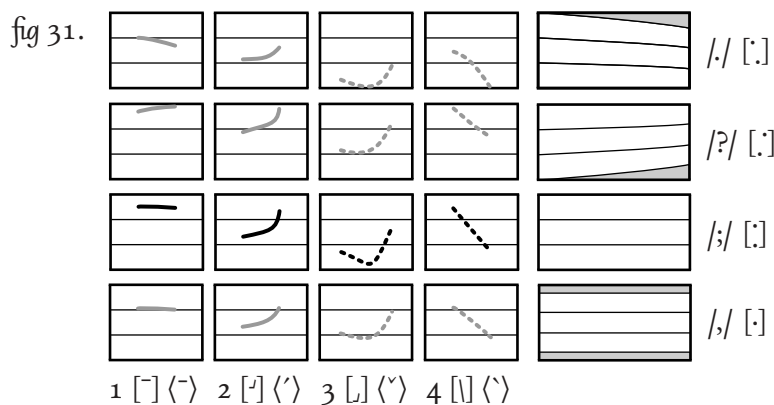 fig 31.
/./ [⋱]
/?/ [⋰]
/;/ [:]
/,/ [·]
1 [¯] ⟨¯⟩ 2 [˩˥] ⟨´⟩ 3 [⌟] ⟨ˇ⟩ 4 [\] ⟨`⟩